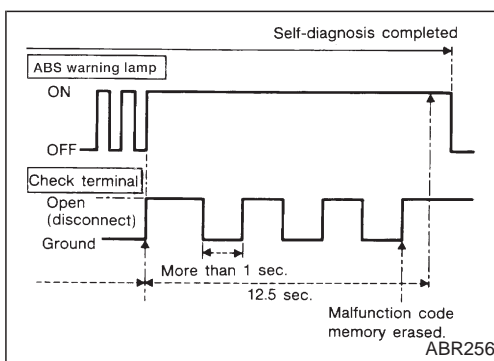 Self-diagnosis completed
ABS warning lamp
ON
OFF
Check terminal
Open
(disconnect)
Ground
More than 1 sec.
12.5 sec.
Malfunction code
memory erased.
ABR256